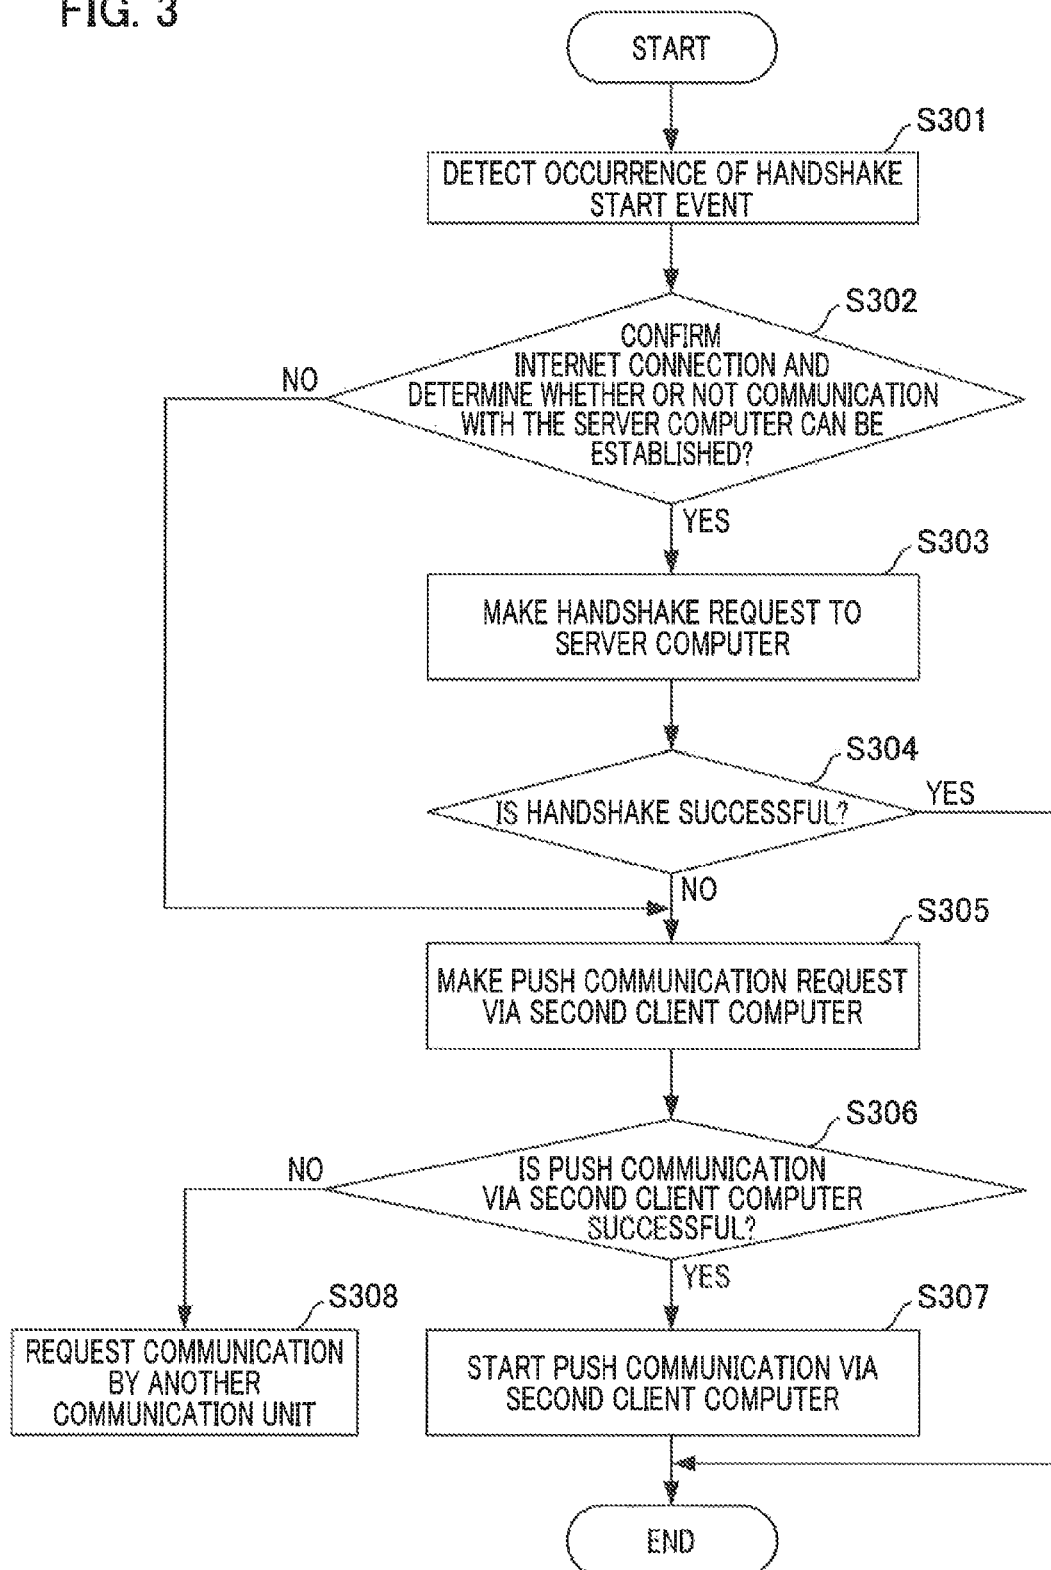 FIG. 3
START
S301
DETECT OCCURRENCE OF HANDSHAKE
START EVENT
S302
CONFIRM
INTERNET CONNECTION AND
DETERMINE WHETHER OR NOT COMMUNICATION
WITH THE SERVER COMPUTER CAN BE
ESTABLISHED?
NO
YES
S303
MAKE HANDSHAKE REQUEST TO
SERVER COMPUTER
S304
IS HANDSHAKE SUCCESSFUL?
YES
NO
S305
MAKE PUSH COMMUNICATION REQUEST
VIA SECOND CLIENT COMPUTER
S306
IS PUSH COMMUNICATION
VIA SECOND CLIENT COMPUTER
SUCCESSFUL?
NO
YES
S308
REQUEST COMMUNICATION
BY ANOTHER
COMMUNICATION UNIT
S307
START PUSH COMMUNICATION VIA
SECOND CLIENT COMPUTER
END